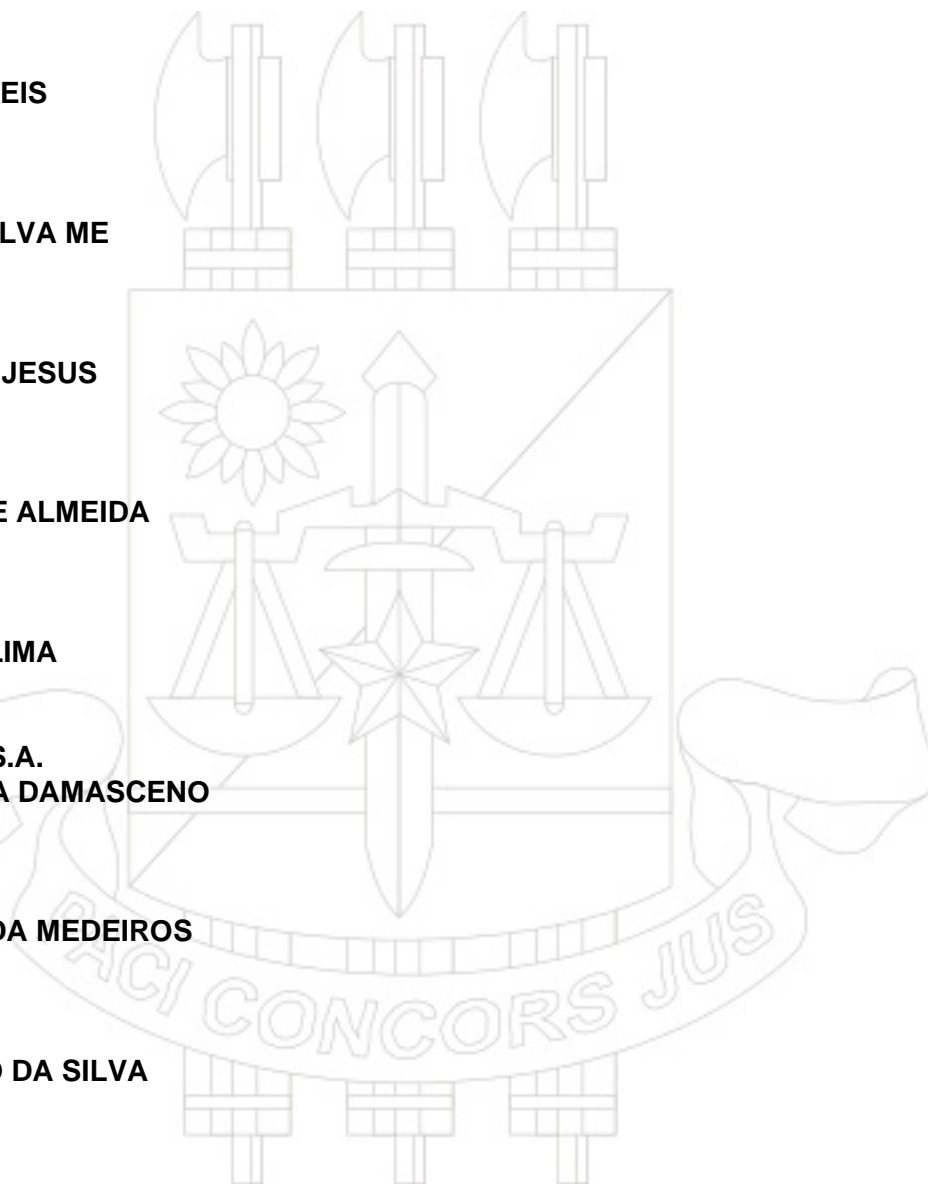 EIS
LVA ME
JESUS
E ALMEIDA
LIMA
S.A.
A DAMASCENO
DA MEDEIROS
O DA SILVA
PACI CONCORS JUS